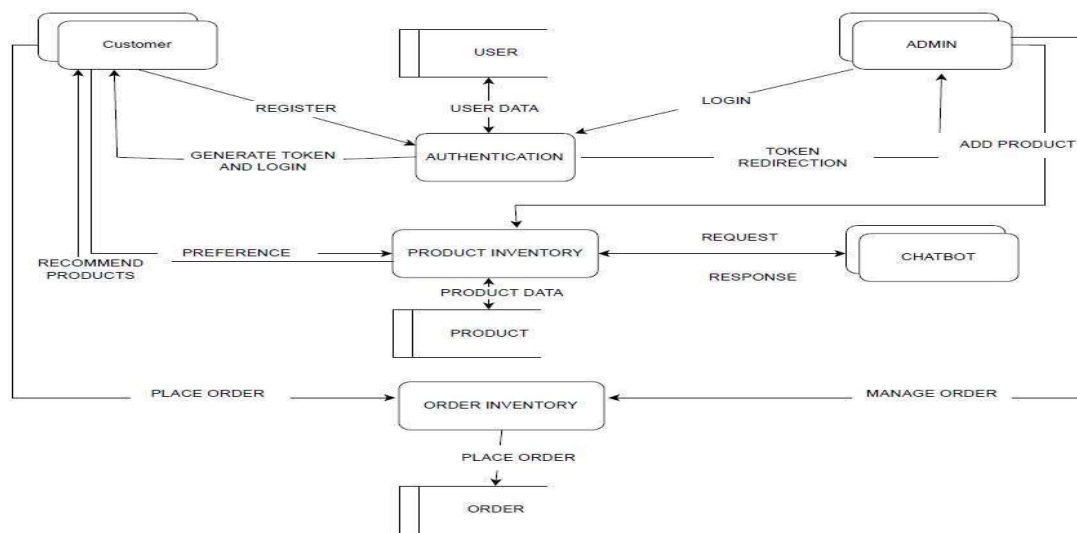 Customer
USER
ADMIN
REGISTER
USER DATA
LOGIN
GENERATE TOKEN
AND LOGIN
AUTHENTICATION
TOKEN
REDIRECTION
ADD PRODUCT
RECOMMEND
PRODUCTS
PREFERENCE
PRODUCT INVENTORY
REQUEST
RESPONSE
CHATBOT
PRODUCT DATA
PRODUCT
PLACE ORDER
ORDER INVENTORY
MANAGE ORDER
PLACE ORDER
ORDER